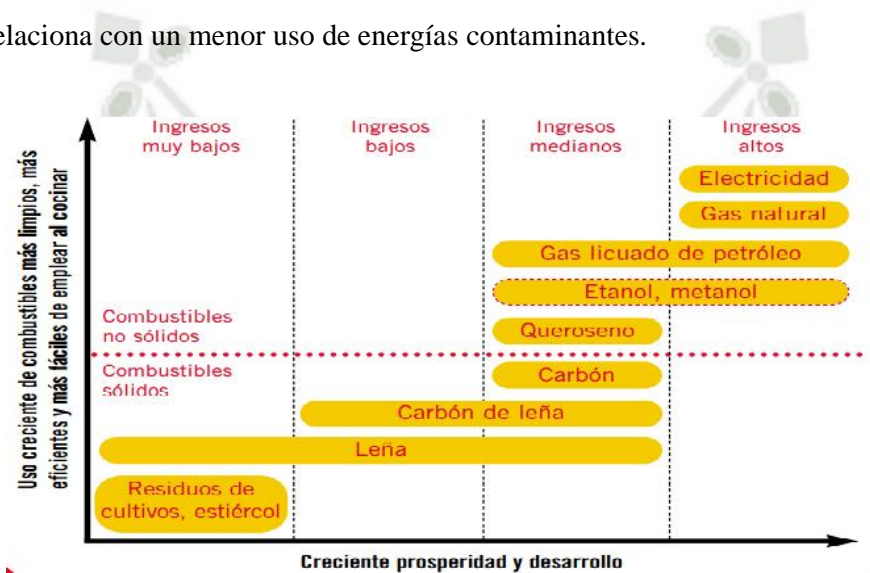 elaciona con un menor uso de energías contaminantes.
Uso creciente de combustibles más limpios, más
eficientes y más fáciles de emplear al cocinar
Ingresos
muy bajos
Ingresos
bajos
Ingresos
medianos
Ingresos
altos
Electricidad
Gas natural
Gas licuado de petróleo
Etanol, metanol
Combustibles
no sólidos
Queroseno
Combustibles
sólidos
Carbón
Carbón de leña
Leña
Residuos de
cultivos, estiércol
Creciente prosperidad y desarrollo